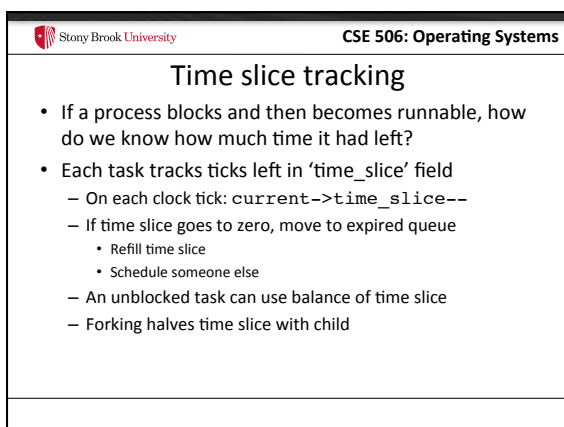 Stony Brook University
CSE 506: Operating Systems
Time slice tracking
• If a process blocks and then becomes runnable, how
do we know how much time it had left?
• Each task tracks ticks left in ‘time_slice’ field
– On each clock tick: current->time_slice--
– If time slice goes to zero, move to expired queue
• Refill time slice
• Schedule someone else
– An unblocked task can use balance of time slice
– Forking halves time slice with child